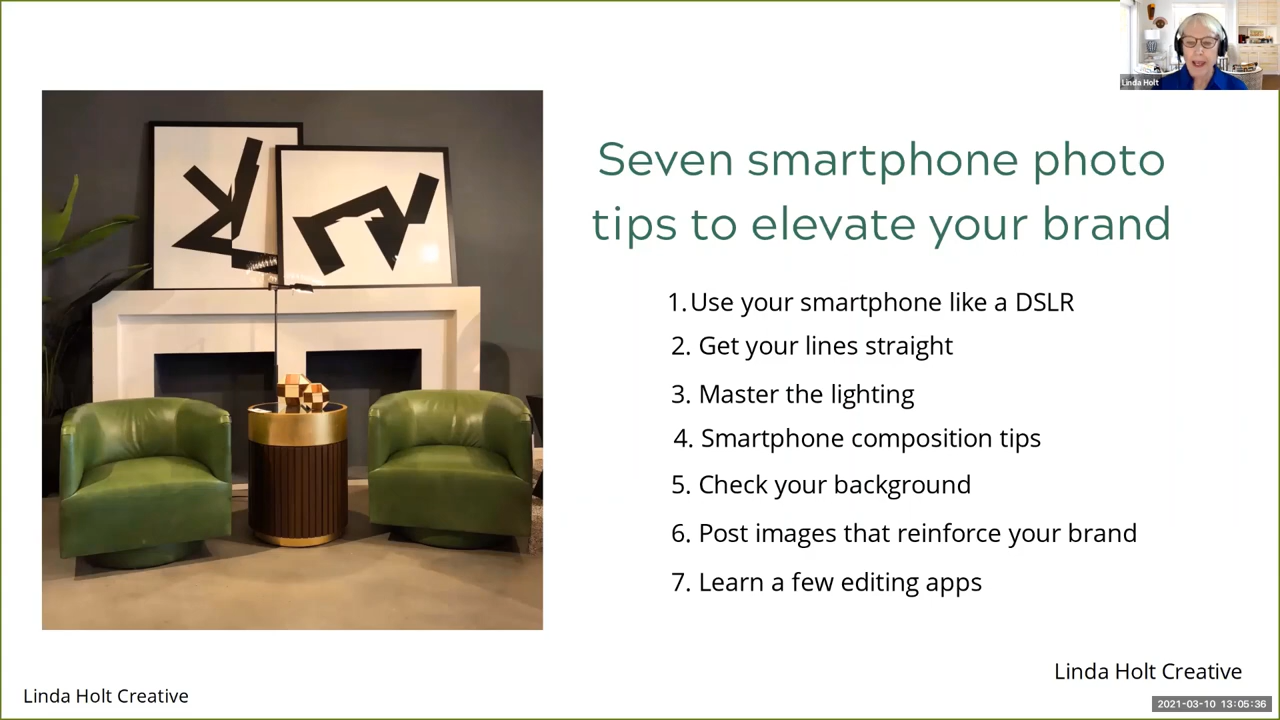 Linda Holt
Seven smartphone photo
tips to elevate your brand
1.Use your smartphone like a DSLR
2. Get your lines straight
3. Master the lighting
4. Smartphone composition tips
5. Check your background
6. Post images that reinforce your brand
7. Learn a few editing apps
Linda Holt Creative
Linda Holt Creative
2021-03-10 13:05:36